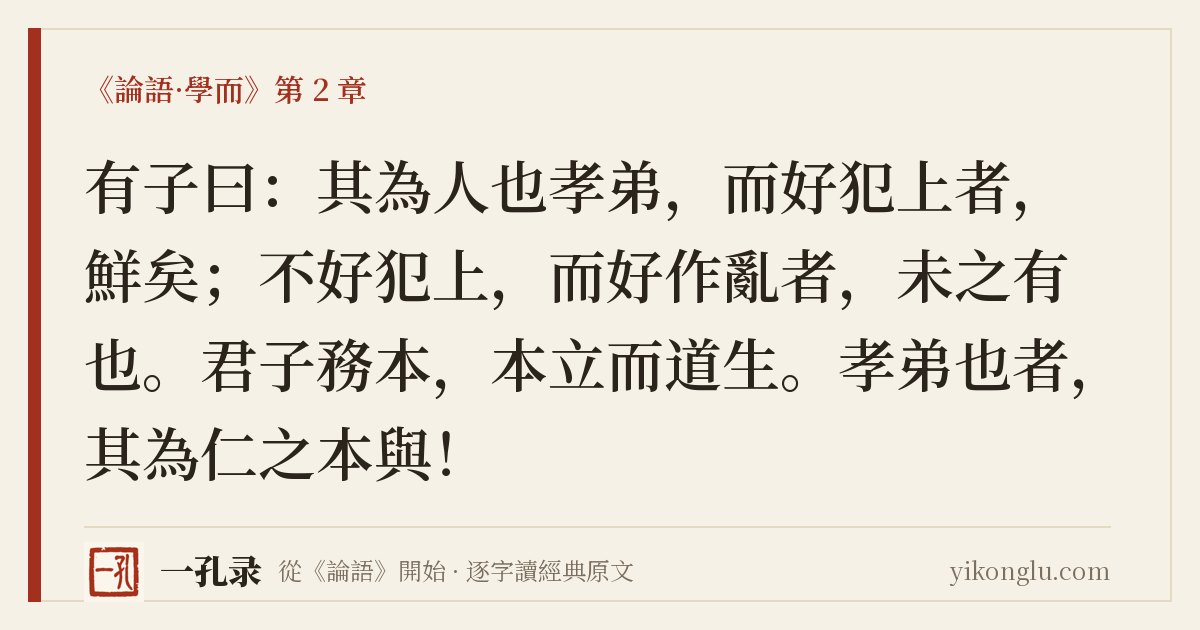 《論語·學而》第 2 章
有子曰：其為人也孝弟，而好犯上者，
鮮矣；不好犯上，而好作亂者，未之有
也。君子務本，本立而道生。孝弟也者，
其為仁之本與！
一孔
一孔录 從《論語》開始 · 逐字讀經典原文 yikonglu.com